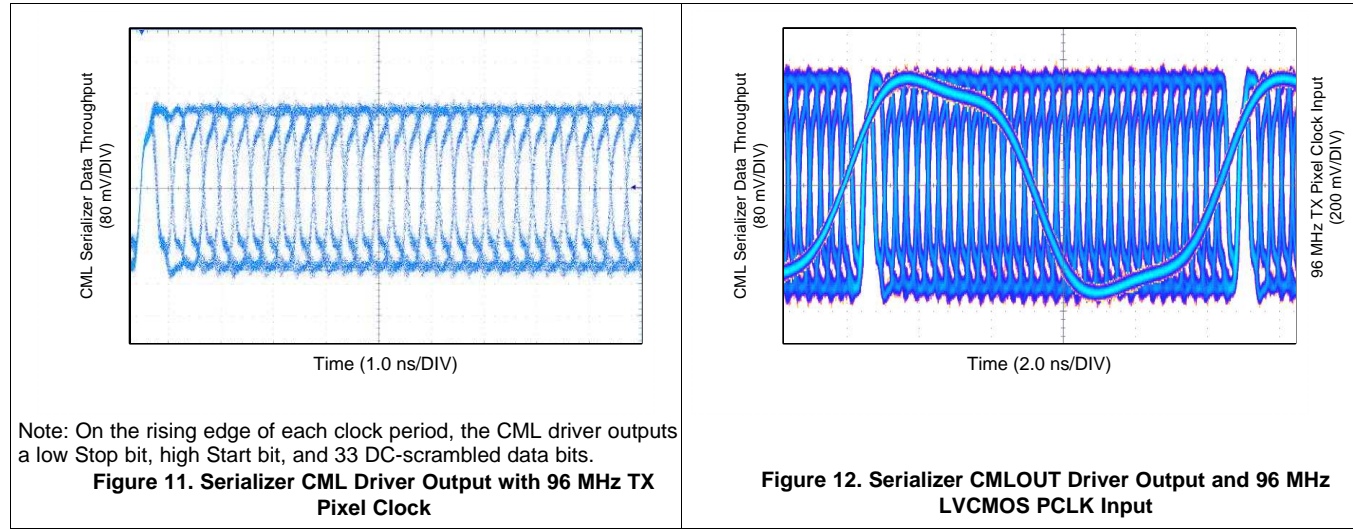 CML Serializer Data Throughput
(80 mV/DIV)
Time (1.0 ns/DIV)
Note: On the rising edge of each clock period, the CML driver outputs
a low Stop bit, high Start bit, and 33 DC-scrambled data bits.
Figure 11. Serializer CML Driver Output with 96 MHz TX
Pixel Clock
CML Serializer Data Throughput
(80 mV/DIV)
96 MHz TX Pixel Clock Input
(200 mV/DIV)
Time (2.0 ns/DIV)
Figure 12. Serializer CMLOUT Driver Output and 96 MHz
LVCMOS PCLK Input